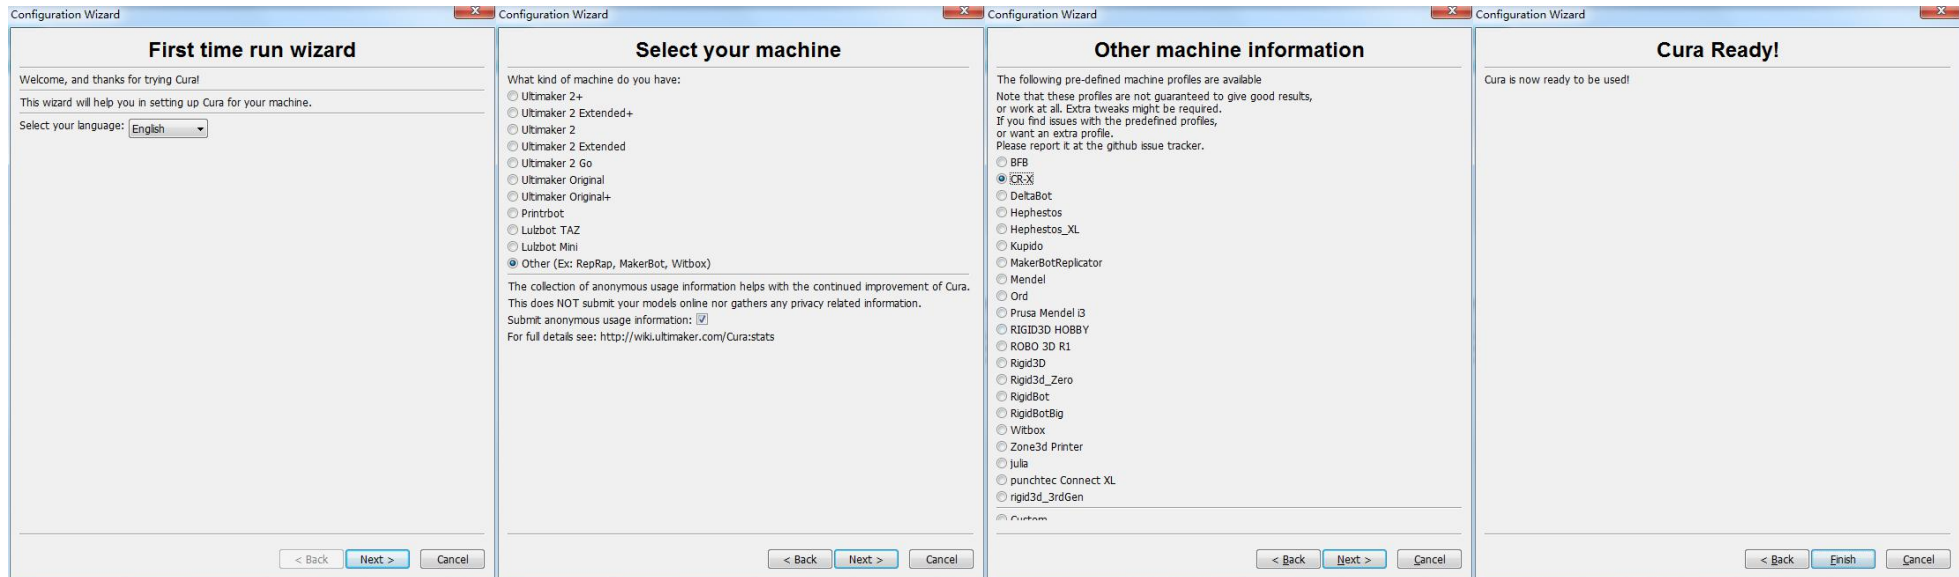 Configuration Wizard
First time run wizard
Welcome, and thanks for trying Cura!
This wizard will help you in setting up Cura for your machine.
Select your language: English
< Back Next > Cancel
Configuration Wizard
Select your machine
What kind of machine do you have:
Ultimaker 2+
Ultimaker 2 Extended+
Ultimaker 2
Ultimaker 2 Extended
Ultimaker 2 Go
Ultimaker Original
Ultimaker Original+
Printrbot
Lulzbot TAZ
Lulzbot Mini
Other (Ex: RepRap, MakerBot, Witbox)
The collection of anonymous usage information helps with the continued improvement of Cura.
This does NOT submit your models online nor gathers any privacy related information.
Submit anonymous usage information:
For full details see: http://wiki.ultimaker.com/Cura:stats
< Back Next > Cancel
Configuration Wizard
Other machine information
The following pre-defined machine profiles are available
Note that these profiles are not guaranteed to give good results,
or work at all. Extra tweaks might be required.
If you find issues with the predefined profiles,
or want an extra profile.
Please report it at the github issue tracker.
BFB
CR-X
DeltaBot
Hephestos
Hephestos_XL
Kupido
MakerBotReplicator
Mendel
Ord
Prusa Mendel i3
RIGID3D HOBBY
ROBO 3D R1
Rigid3D
Rigid3d_Zero
RigidBot
RigidBotBig
Witbox
Zone3d Printer
julia
punchtec Connect XL
rigid3d_3rdGen
Custom
< Back Next > Cancel
Configuration Wizard
Cura Ready!
Cura is now ready to be used!
< Back Finish Cancel